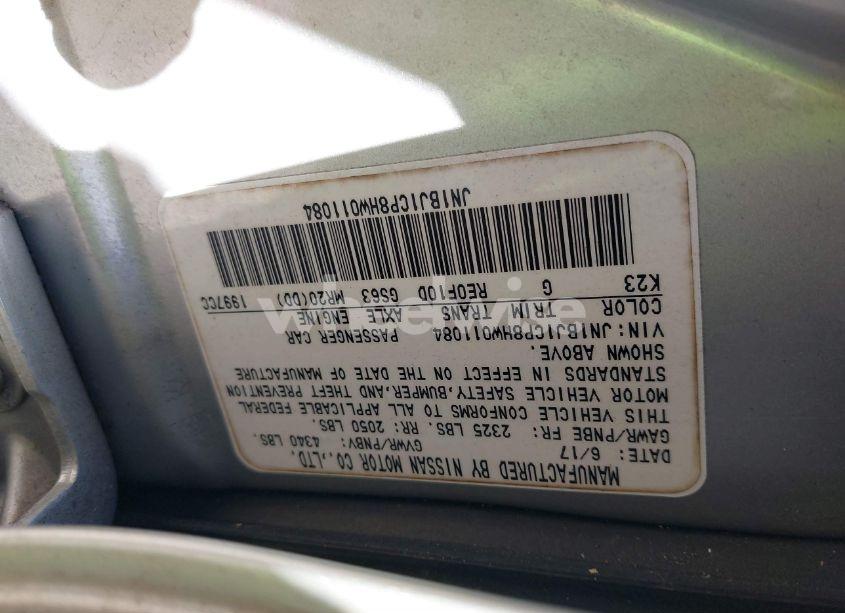 MANUFACTURED BY NISSAN MOTOR CO.,LTD.
DATE: 6/17 GVWR/PNBV: 4340 LBS.
GAWR/PNBE FR: 2325 LBS. RR: 2050 LBS.
THIS VEHICLE CONFORMS TO ALL APPLICABLE FEDERAL
MOTOR VEHICLE SAFETY,BUMPER,AND THEFT PREVENTION
STANDARDS IN EFFECT ON THE DATE OF MANUFACTURE
SHOWN ABOVE.
VIN: JN1BJ1CP8HW011084 PASSENGER CAR
COLOR TRIM TRANS AXLE ENGINE
K23 G RE0F10D GS63 MR20(DD) 1997CC
JN1BJ1CP8HW011084